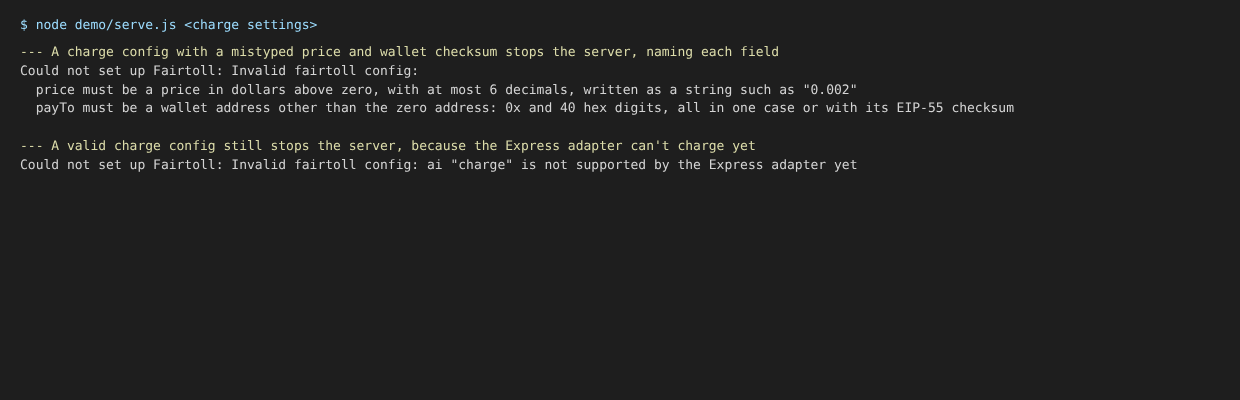 $ node demo/serve.js <charge settings>
--- A charge config with a mistyped price and wallet checksum stops the server, naming each field
Could not set up Fairtoll: Invalid fairtoll config:
  price must be a price in dollars above zero, with at most 6 decimals, written as a string such as "0.002"
  payTo must be a wallet address other than the zero address: 0x and 40 hex digits, all in one case or with its EIP-55 checksum

--- A valid charge config still stops the server, because the Express adapter can't charge yet
Could not set up Fairtoll: Invalid fairtoll config: ai "charge" is not supported by the Express adapter yet